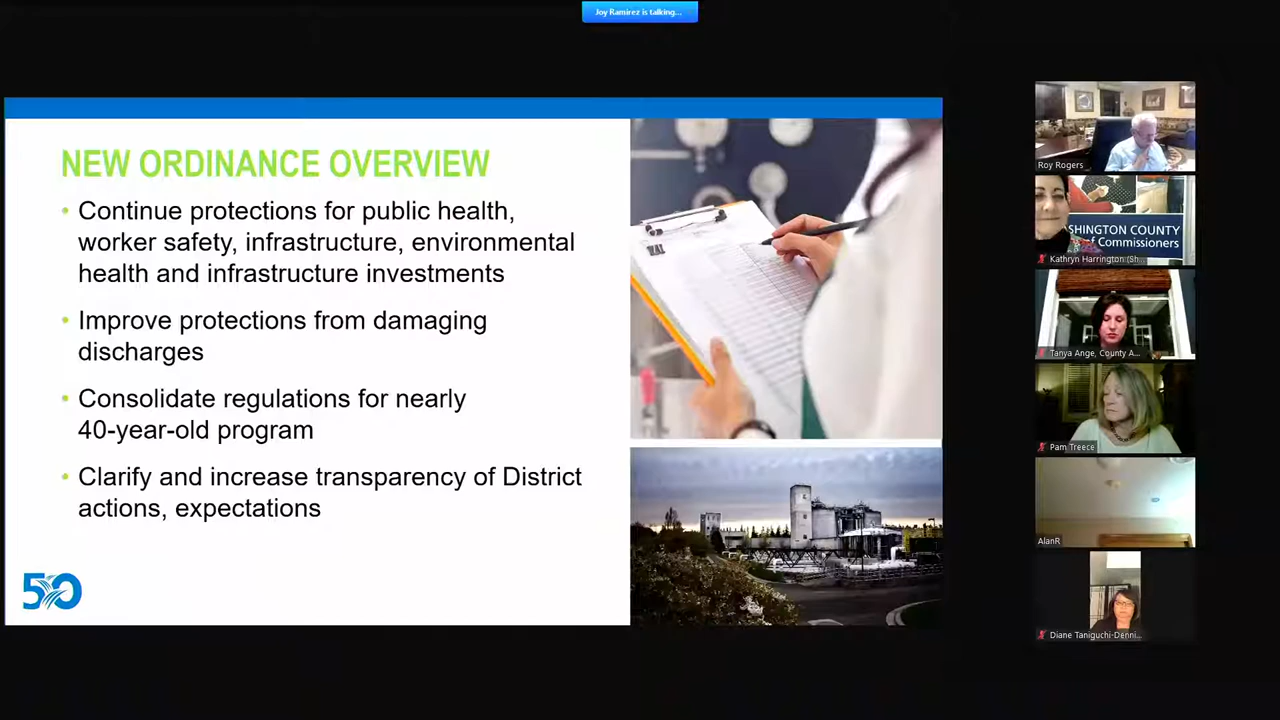 Joy Ramirez is talking...
NEW ORDINANCE OVERVIEW
• Continue protections for public health,
worker safety, infrastructure, environmental
health and infrastructure investments
• Improve protections from damaging
discharges
• Consolidate regulations for nearly
40-year-old program
• Clarify and increase transparency of District
actions, expectations
50
Roy Rogers
SHINGTON COUNTY
of Commissioners
Kathryn Harrington (Sh...
Tanya Ange, County A...
Pam Treece
AlanR
Diane Taniguchi-Denni...